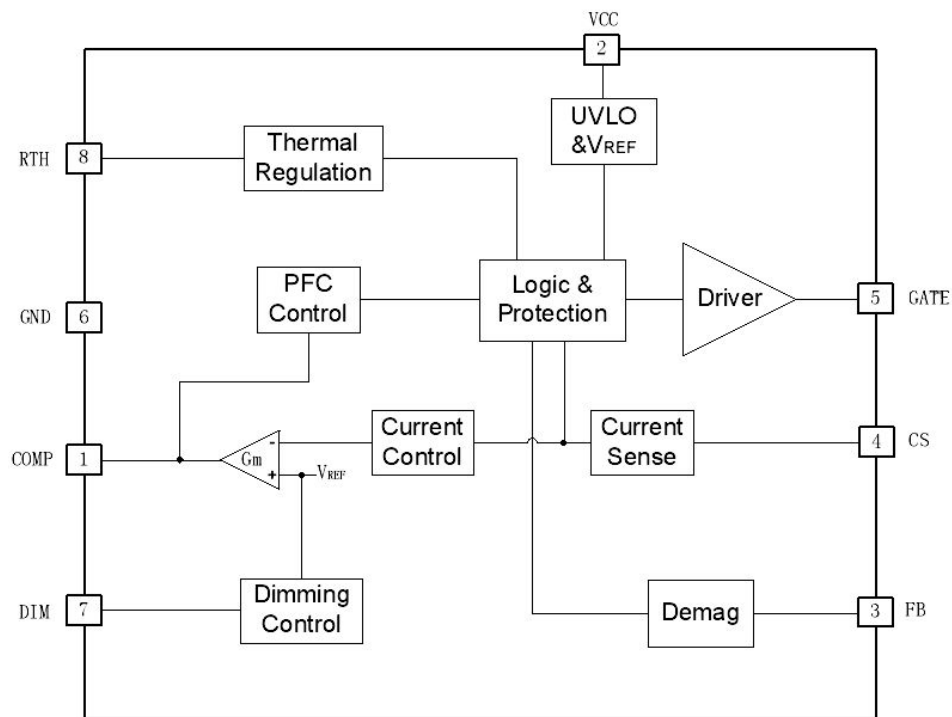 VCC
2
UVLO
&VREF
Thermal
Regulation
RTH
8
PFC
Control
Logic &
Protection
Driver
5
GATE
GND
6
Current
Control
Current
Sense
4
CS
COMP
1
Gm
-
+
VREF
DIM
7
Dimming
Control
Demag
3
FB